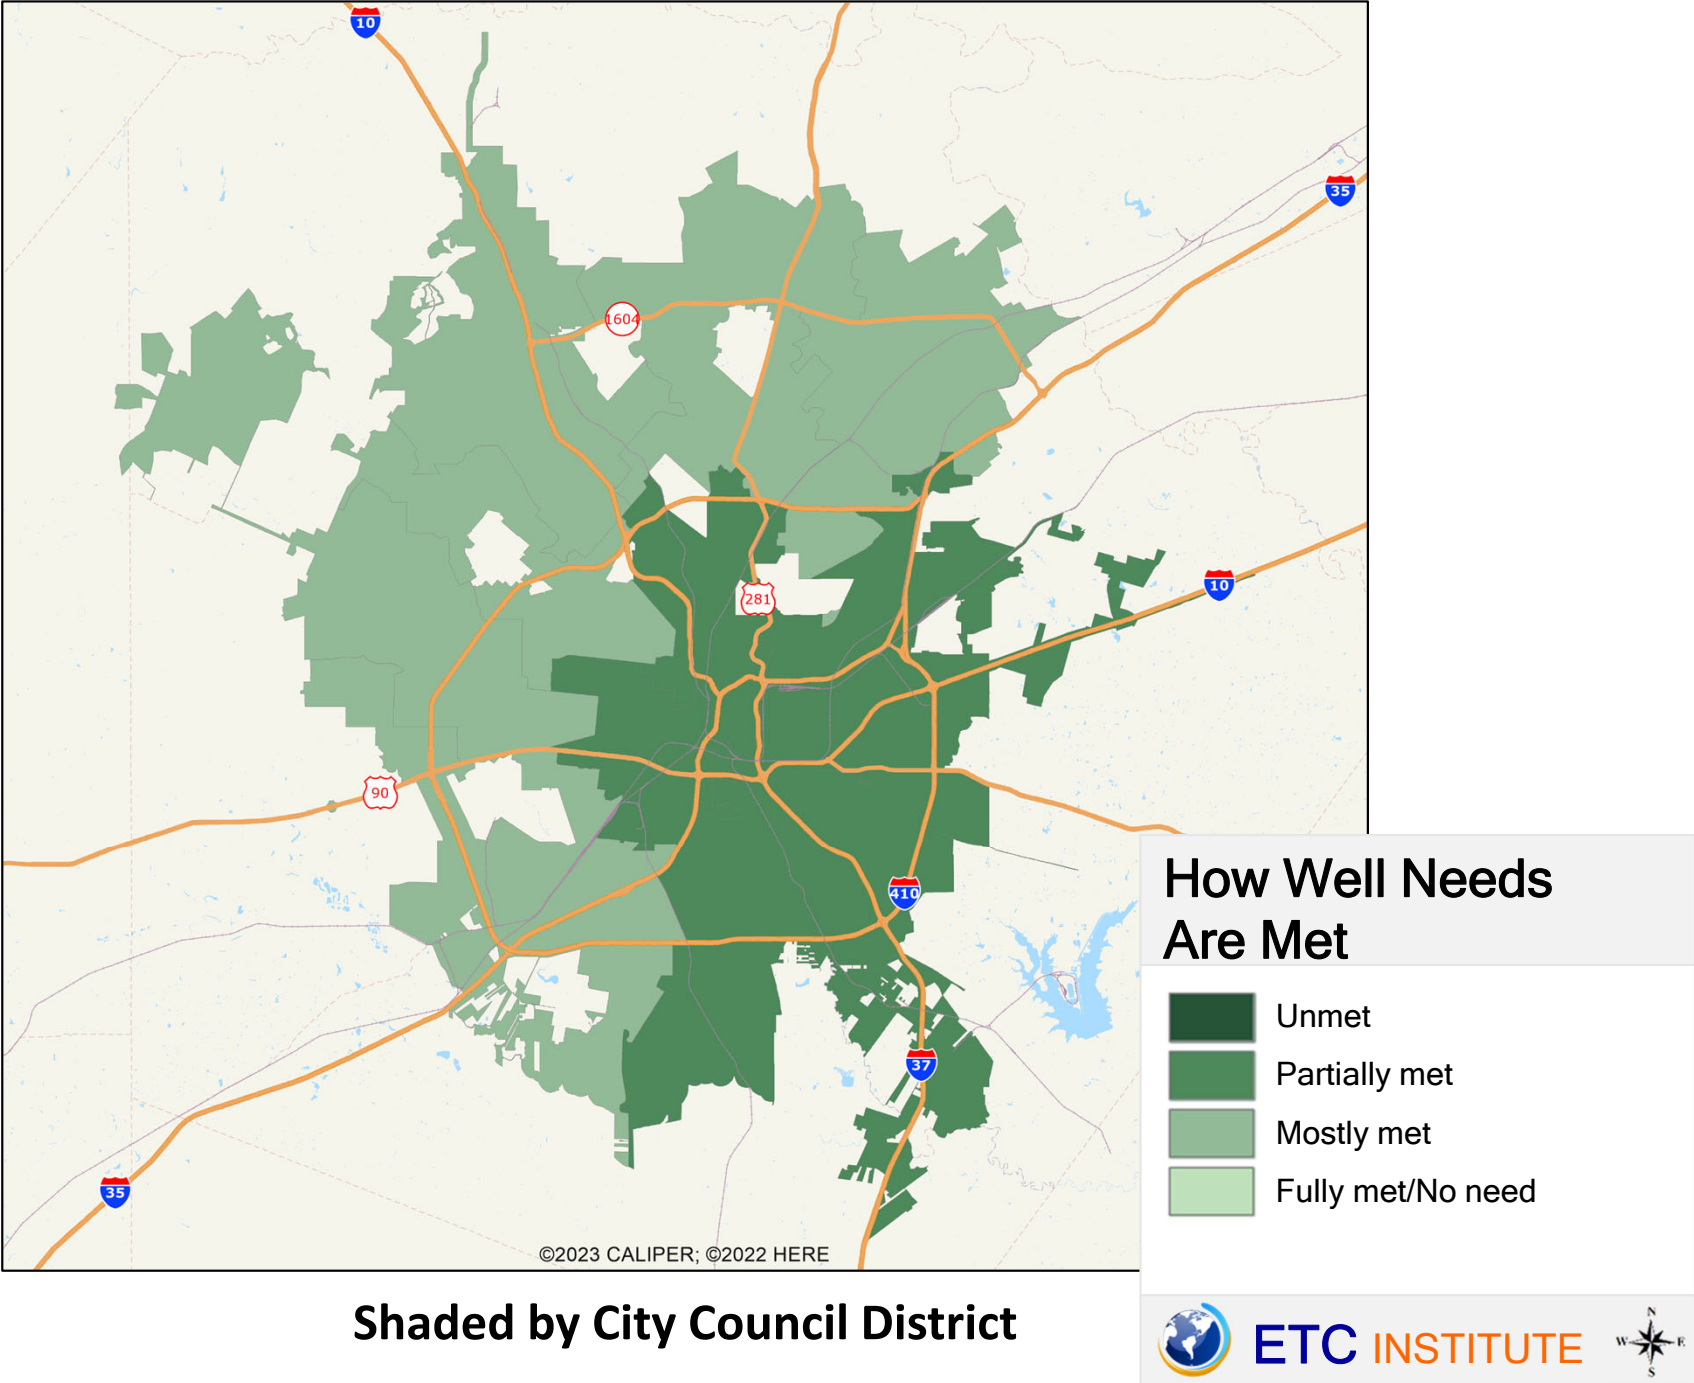 10
35
1604
281
10
90
410
37
35
©2023 CALIPER; ©2022 HERE
Shaded by City Council District
How Well Needs
Are Met
Unmet
Partially met
Mostly met
Fully met/No need
ETC INSTITUTE
N
W E
S